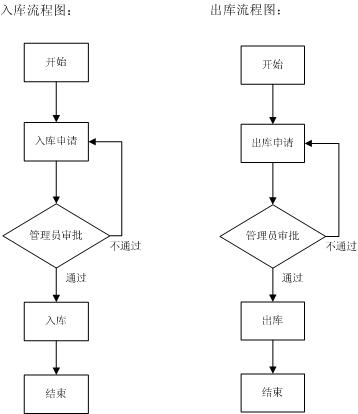 入库流程图：
开始
入库申请
管理员审批
不通过
通过
入库
结束
出库流程图：
开始
出库申请
管理员审批
不通过
通过
出库
结束